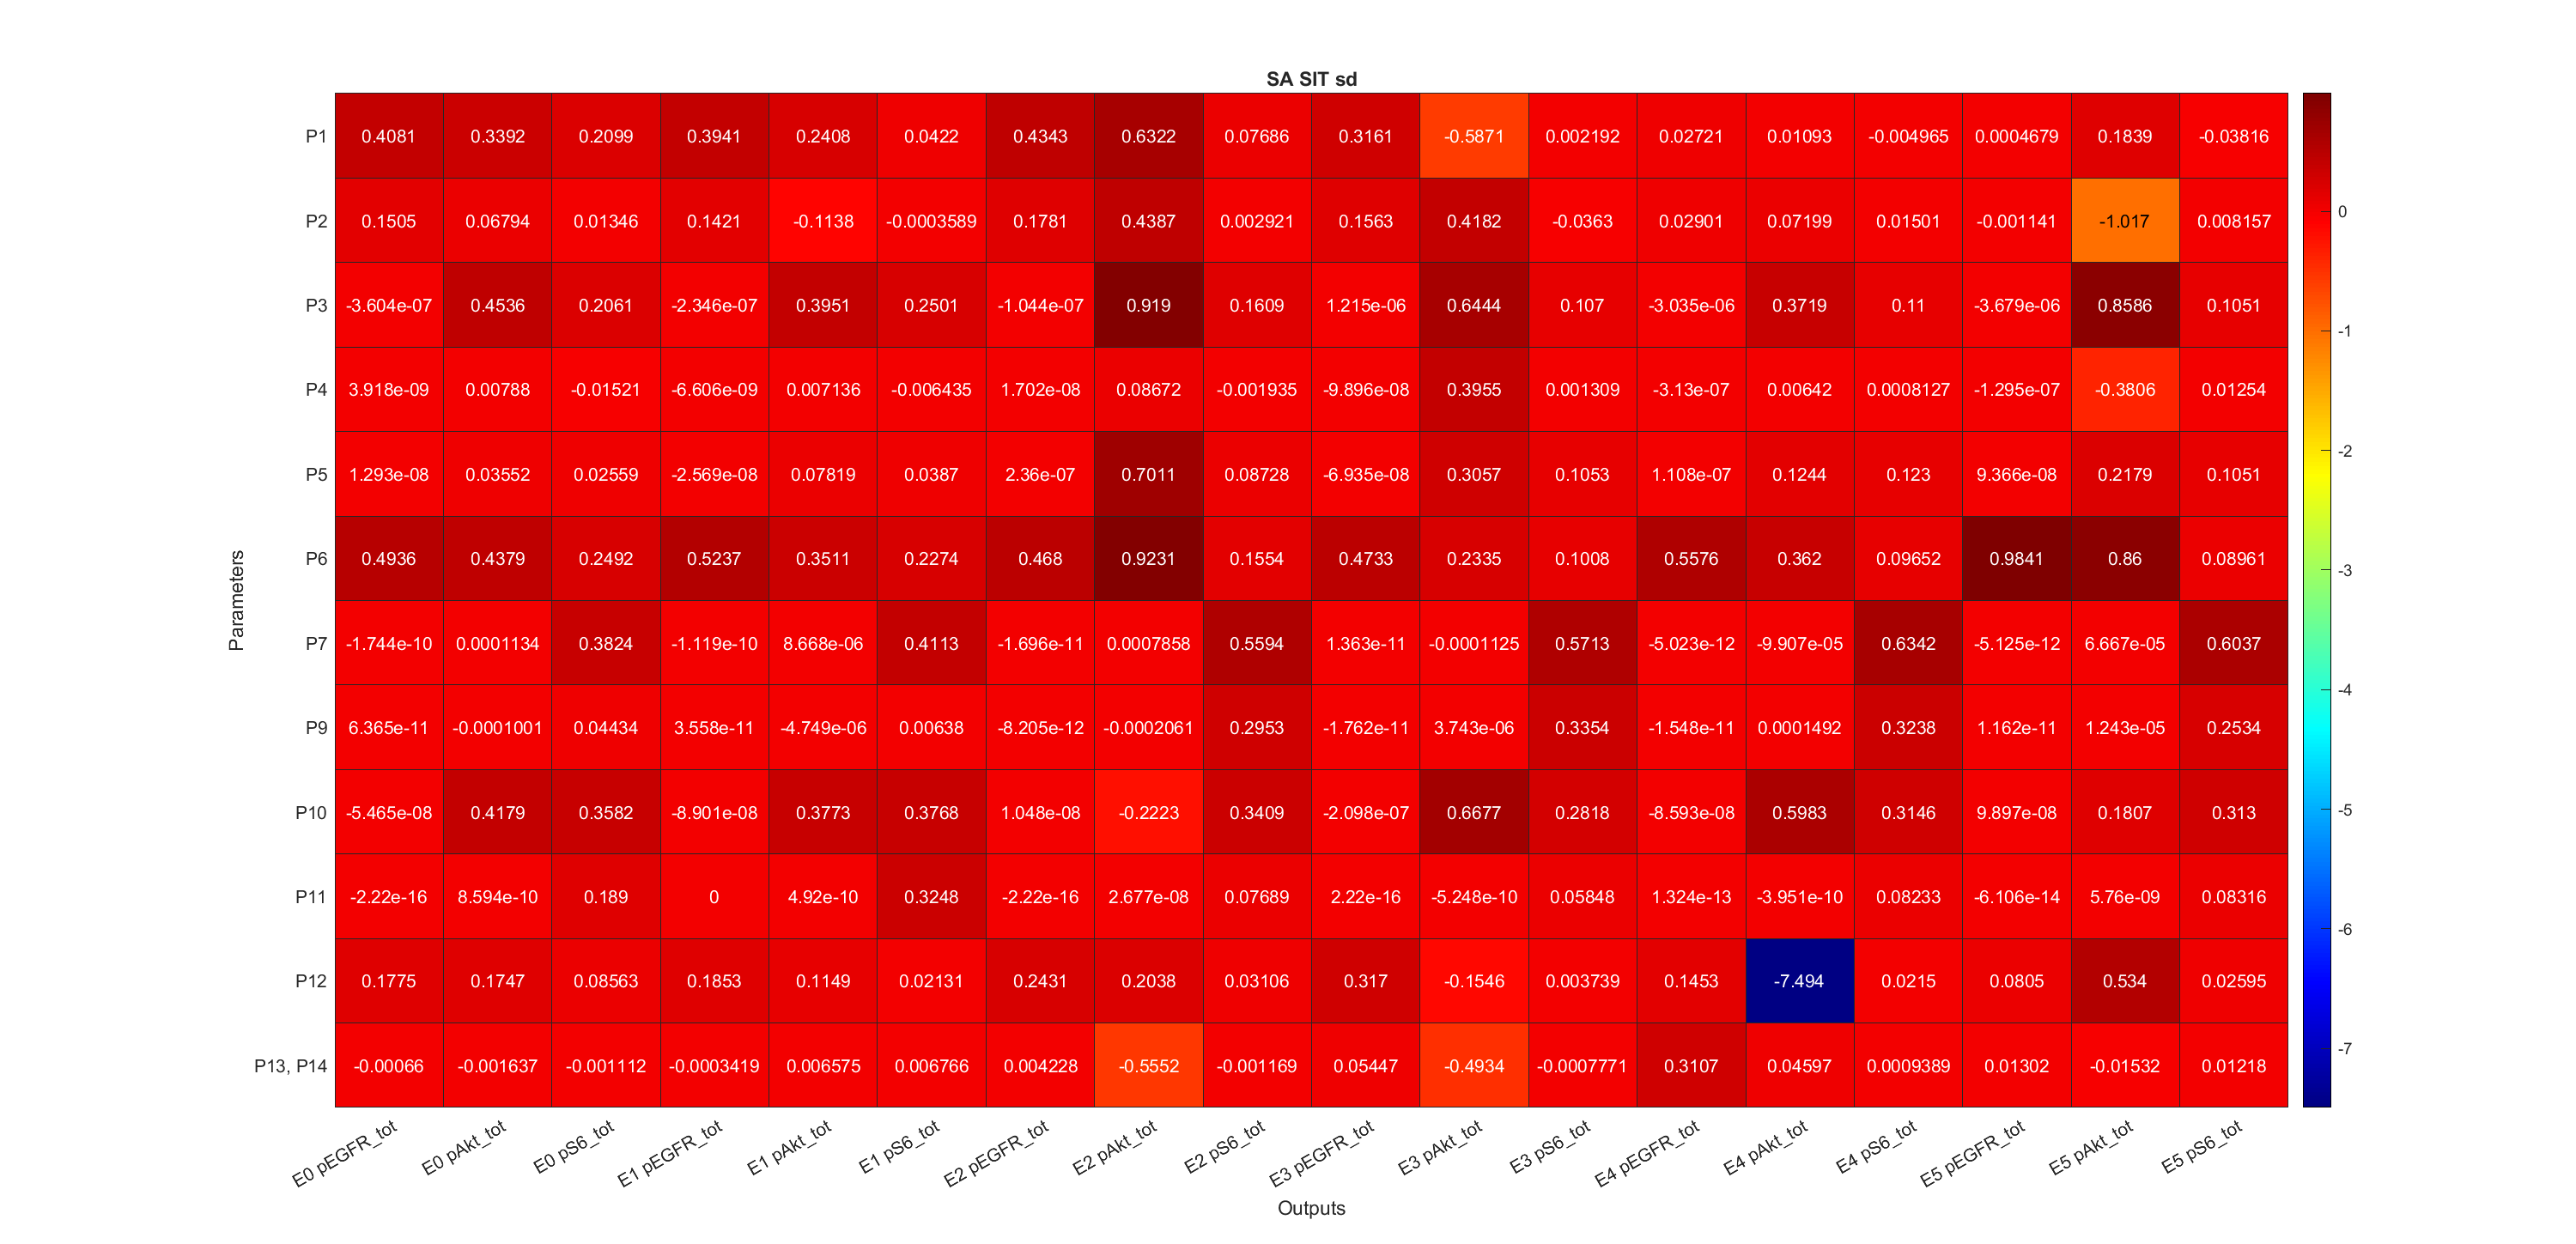 SA SIT sd
P1 0.4081 0.3392 0.2099 0.3941 0.2408 0.0422 0.4343 0.6322 0.07686 0.3161 -0.5871 0.002192 0.02721 0.01093 -0.004965 0.0004679 0.1839 -0.03816
P2 0.1505 0.06794 0.01346 0.1421 -0.1138 -0.0003589 0.1781 0.4387 0.002921 0.1563 0.4182 -0.0363 0.02901 0.07199 0.01501 -0.001141 -1.017 0.008157
P3 -3.604e-07 0.4536 0.2061 -2.346e-07 0.3951 0.2501 -1.044e-07 0.919 0.1609 1.215e-06 0.6444 0.107 -3.035e-06 0.3719 0.11 -3.679e-06 0.8586 0.1051
P4 3.918e-09 0.00788 -0.01521 -6.606e-09 0.007136 -0.006435 1.702e-08 0.08672 -0.001935 -9.896e-08 0.3955 0.001309 -3.13e-07 0.00642 0.0008127 -1.295e-07 -0.3806 0.01254
P5 1.293e-08 0.03552 0.02559 -2.569e-08 0.07819 0.0387 2.36e-07 0.7011 0.08728 -6.935e-08 0.3057 0.1053 1.108e-07 0.1244 0.123 9.366e-08 0.2179 0.1051
P6 0.4936 0.4379 0.2492 0.5237 0.3511 0.2274 0.468 0.9231 0.1554 0.4733 0.2335 0.1008 0.5576 0.362 0.09652 0.9841 0.86 0.08961
P7 -1.744e-10 0.0001134 0.3824 -1.119e-10 8.668e-06 0.4113 -1.696e-11 0.0007858 0.5594 1.363e-11 -0.0001125 0.5713 -5.023e-12 -9.907e-05 0.6342 -5.125e-12 6.667e-05 0.6037
P9 6.365e-11 -0.0001001 0.04434 3.558e-11 -4.749e-06 0.00638 -8.205e-12 -0.0002061 0.2953 -1.762e-11 3.743e-06 0.3354 -1.548e-11 0.0001492 0.3238 1.162e-11 1.243e-05 0.2534
P10 -5.465e-08 0.4179 0.3582 -8.901e-08 0.3773 0.3768 1.048e-08 -0.2223 0.3409 -2.098e-07 0.6677 0.2818 -8.593e-08 0.5983 0.3146 9.897e-08 0.1807 0.313
P11 -2.22e-16 8.594e-10 0.189 0 4.92e-10 0.3248 -2.22e-16 2.677e-08 0.07689 2.22e-16 -5.248e-10 0.05848 1.324e-13 -3.951e-10 0.08233 -6.106e-14 5.76e-09 0.08316
P12 0.1775 0.1747 0.08563 0.1853 0.1149 0.02131 0.2431 0.2038 0.03106 0.317 -0.1546 0.003739 0.1453 -7.494 0.0215 0.0805 0.534 0.02595
P13, P14 -0.00066 -0.001637 -0.001112 -0.0003419 0.006575 0.006766 0.004228 -0.5552 -0.001169 0.05447 -0.4934 -0.0007771 0.3107 0.04597 0.0009389 0.01302 -0.01532 0.01218
Parameters
E0 pEGFR_tot E0 pAkt_tot E0 pS6_tot E1 pEGFR_tot E1 pAkt_tot E1 pS6_tot E2 pEGFR_tot E2 pAkt_tot E2 pS6_tot E3 pEGFR_tot E3 pAkt_tot E3 pS6_tot E4 pEGFR_tot E4 pAkt_tot E4 pS6_tot E5 pEGFR_tot E5 pAkt_tot E5 pS6_tot
Outputs
0
-1
-2
-3
-4
-5
-6
-7